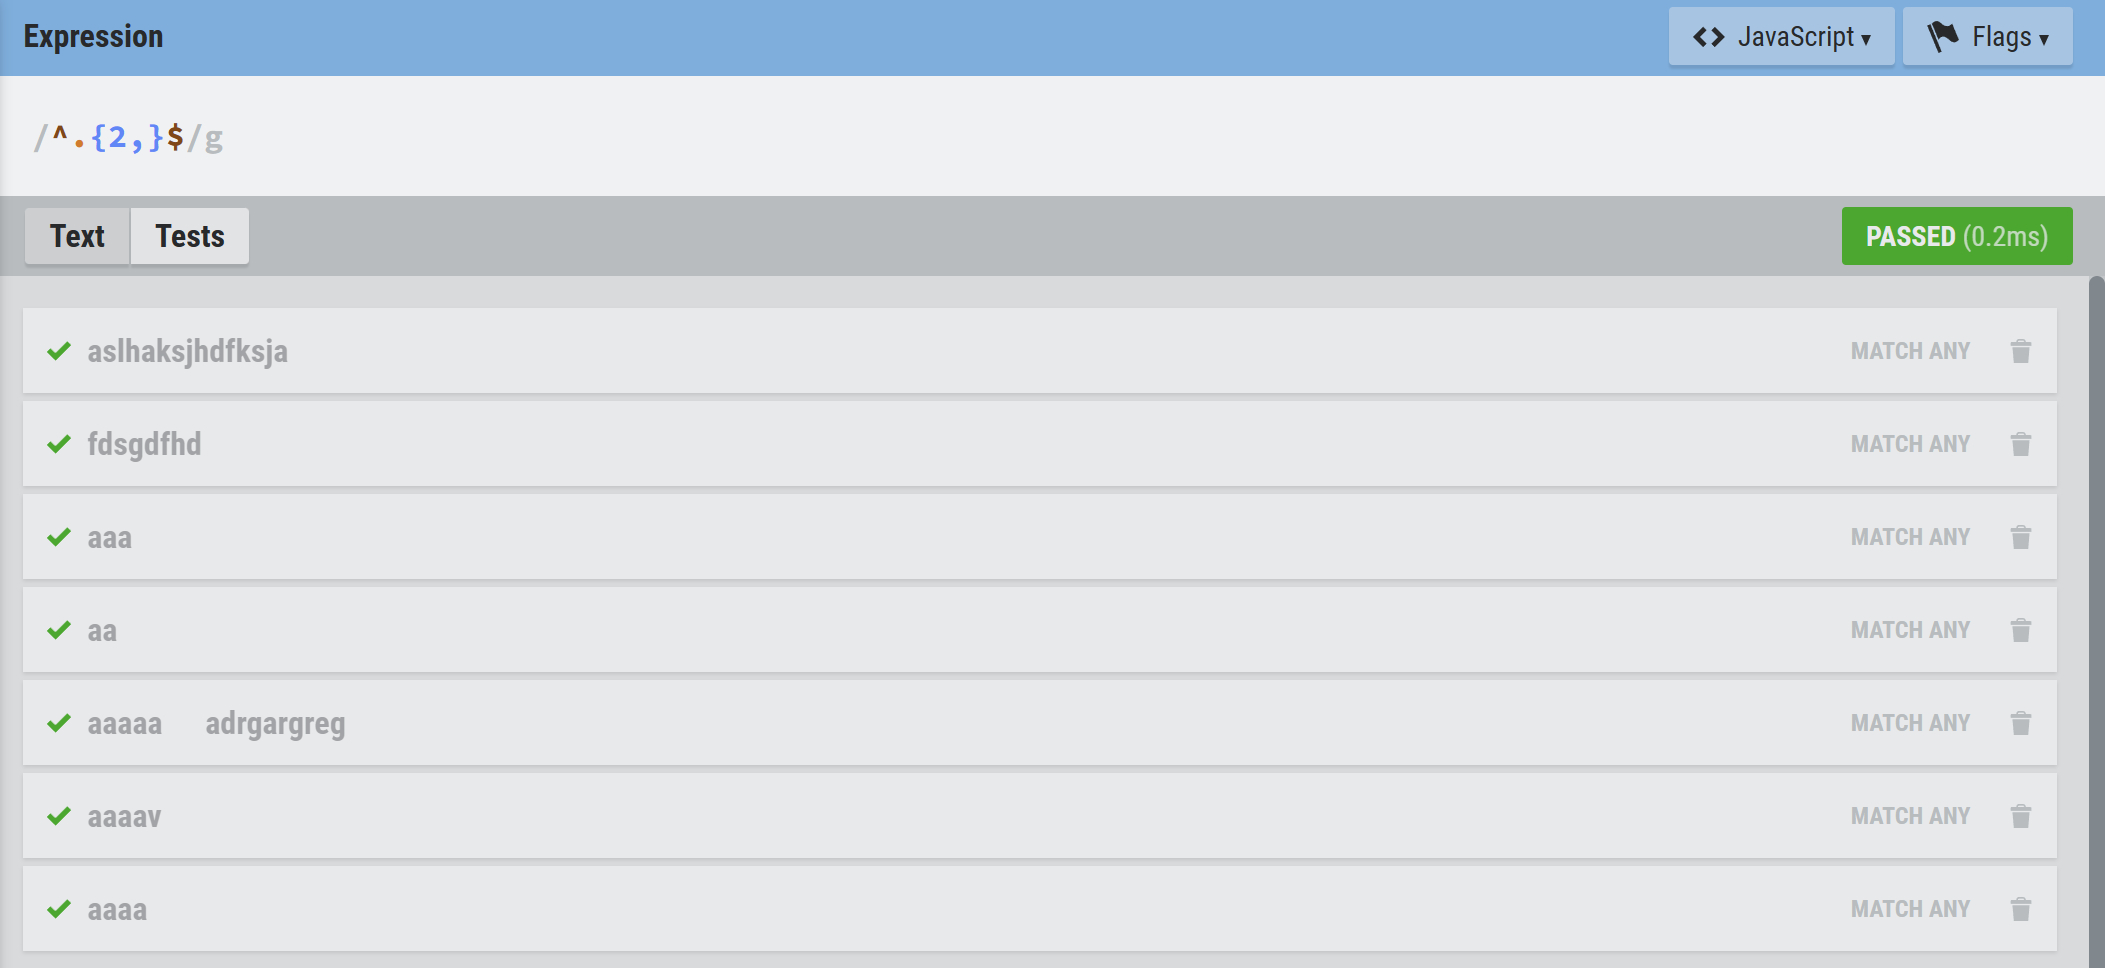 Expression
JavaScript ▾
Flags ▾
/^.{2,}$/g
Text
Tests
PASSED (0.2ms)
aslhaksjhdfksja MATCH ANY
fdsgdfhd MATCH ANY
aaa MATCH ANY
aa MATCH ANY
aaaaa adrgargreg MATCH ANY
aaaav MATCH ANY
aaaa MATCH ANY